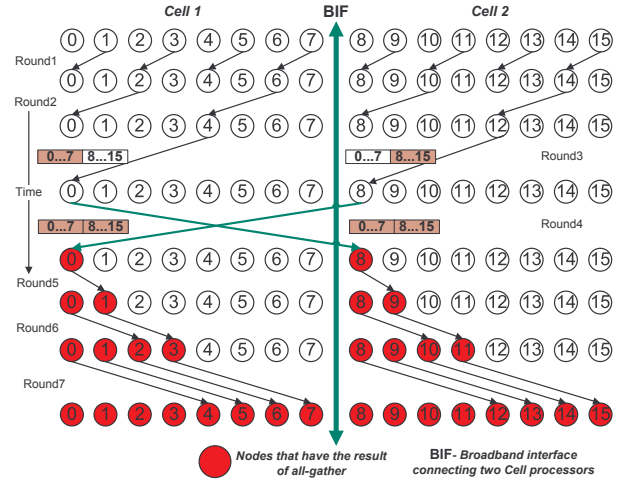 Cell 1 BIF Cell 2
0 1 2 3 4 5 6 7 8 9 10 11 12 13 14 15
Round1
0 1 2 3 4 5 6 7 8 9 10 11 12 13 14 15
Round2
0 1 2 3 4 5 6 7 8 9 10 11 12 13 14 15
0...7 8...15 0...7 8...15 Round3
Time
0 1 2 3 4 5 6 7 8 9 10 11 12 13 14 15
0...7 8...15 0...7 8...15 Round4
0 1 2 3 4 5 6 7 8 9 10 11 12 13 14 15
Round5
0 1 2 3 4 5 6 7 8 9 10 11 12 13 14 15
Round6
0 1 2 3 4 5 6 7 8 9 10 11 12 13 14 15
Round7
0 1 2 3 4 5 6 7 8 9 10 11 12 13 14 15
Nodes that have the result
of all-gather
BIF- Broadband interface
connecting two Cell processors